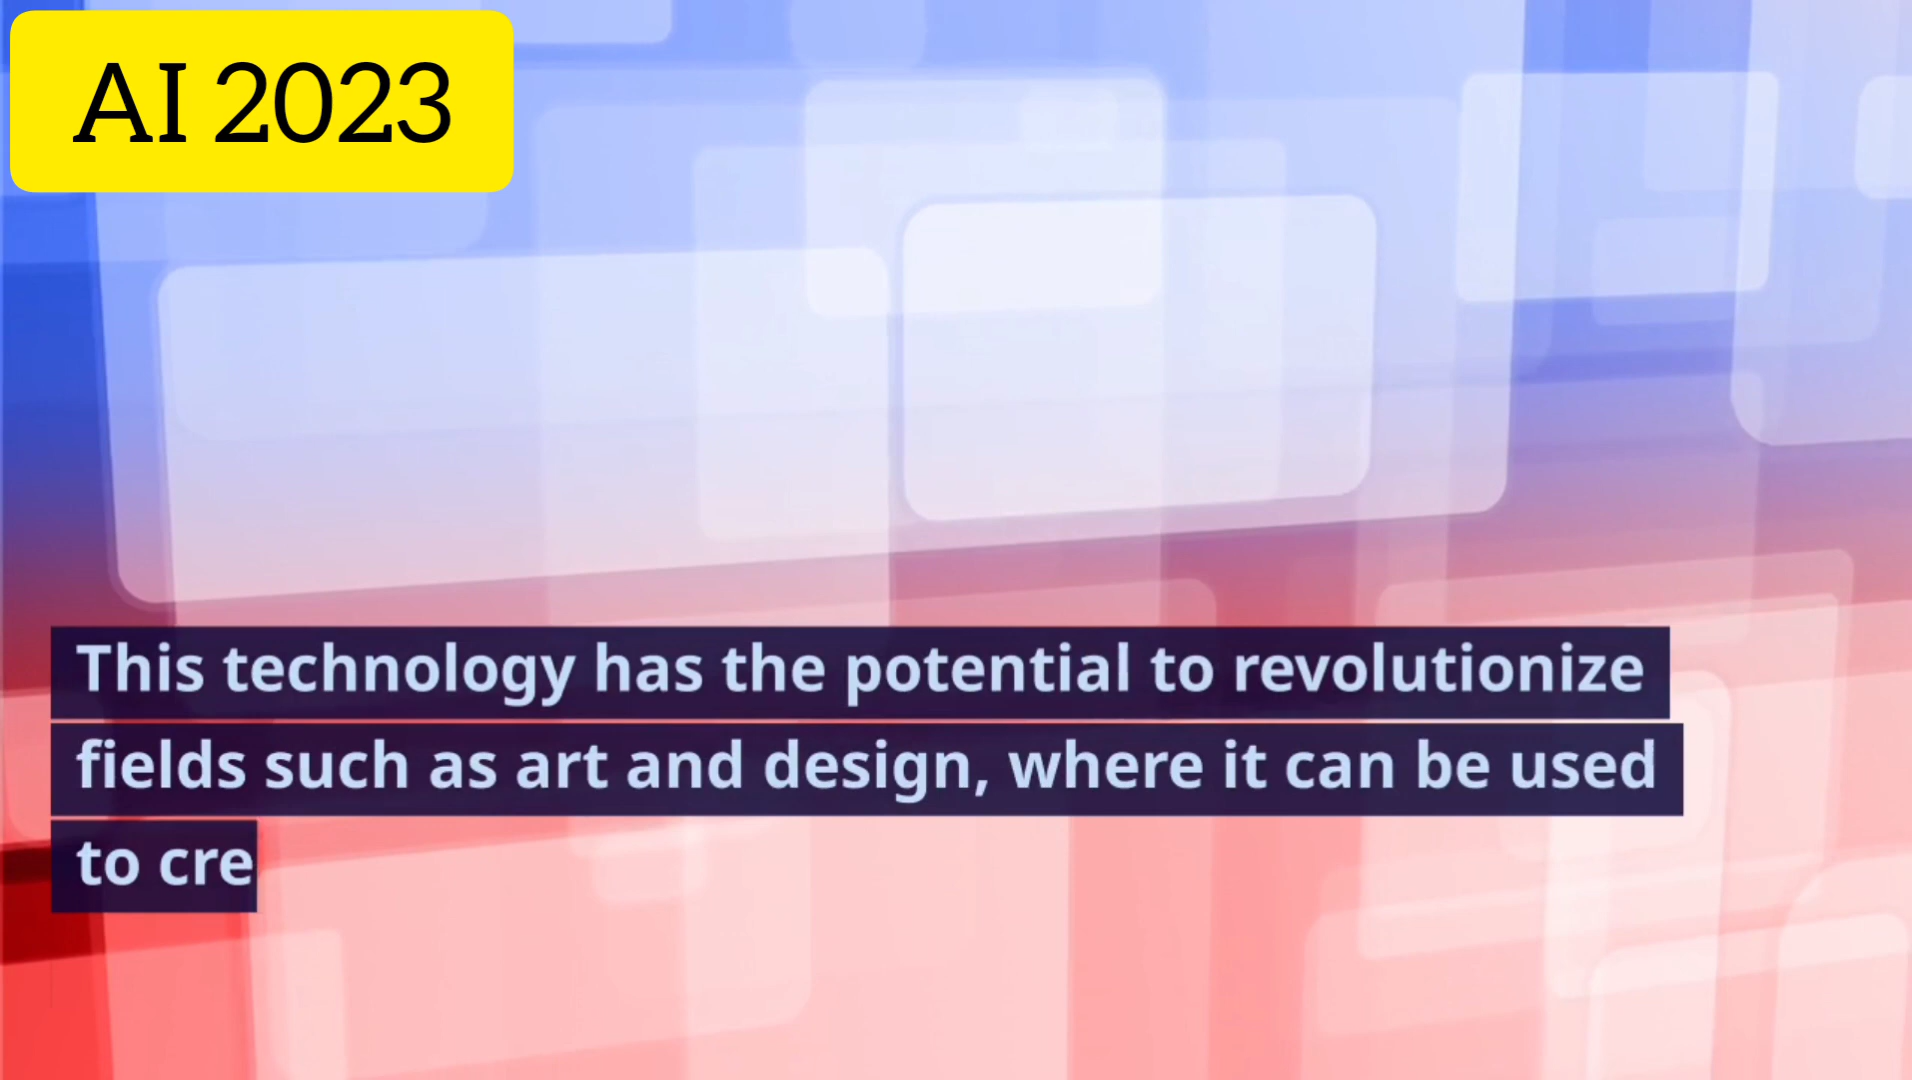 AI 2023
This technology has the potential to revolutionize
fields such as art and design, where it can be used
to cre